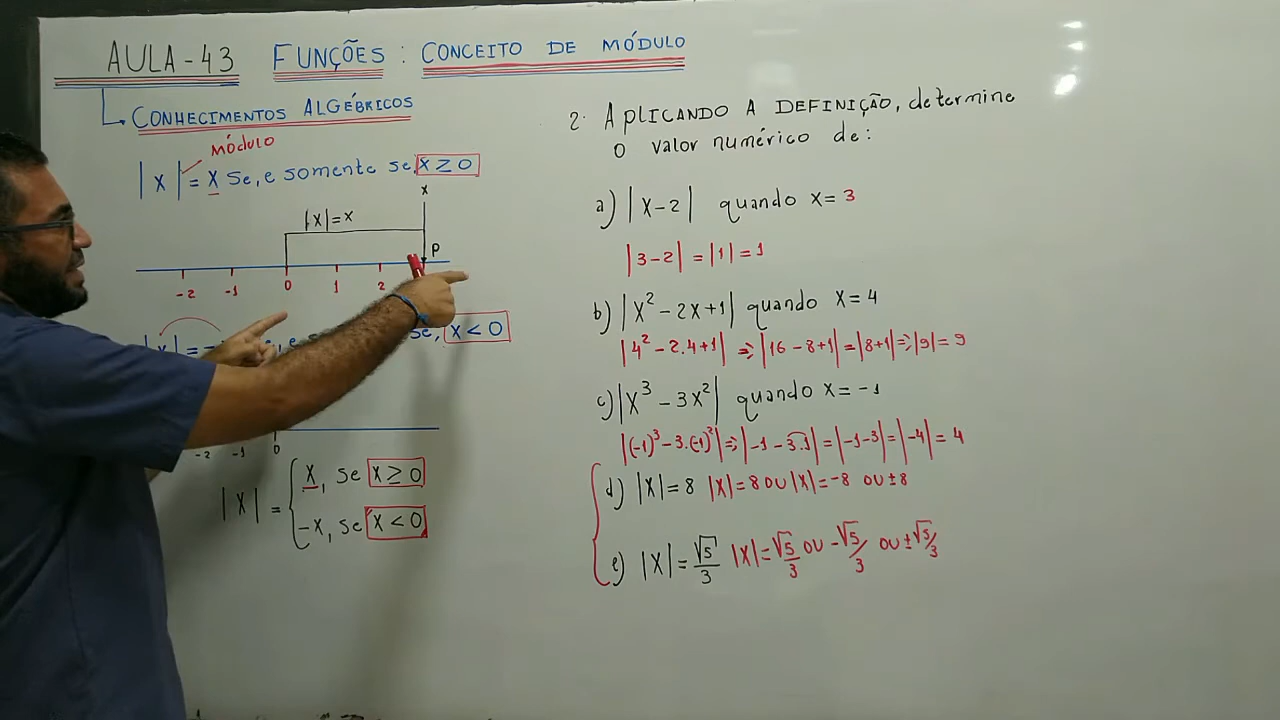 AULA-43 FUNÇÕES: CONCEITO DE MÓDULO
CONHECIMENTOS ALGÉBRICOS
MÓDULO
|X| = X Se, e somente se, X ≥ 0
X
|X|=X
P
-2 -1 0 1 2
se, X < 0
-2 -1 0
|X| = { X, se X ≥ 0
-X, se X < 0
2. APLICANDO A DEFINIÇÃO, determine
o valor numérico de:
a) |X-2| quando X= 3
|3-2| = |1| = 1
b) |X² - 2X+1| quando X= 4
|4² - 2.4+1| => |16 - 8+1| = |8+1| => |9| = 9
c) |X³ - 3X²| quando X= -1
|(-1)³ - 3.(-1)²| => |-1 - 3.1| = |-1-3| = |-4| = 4
d) |X| = 8 |X| = 8 OU |X| = -8 OU ±8
e) |X| = √5/3 |X| = √5/3 OU -√5/3 OU ±√5/3